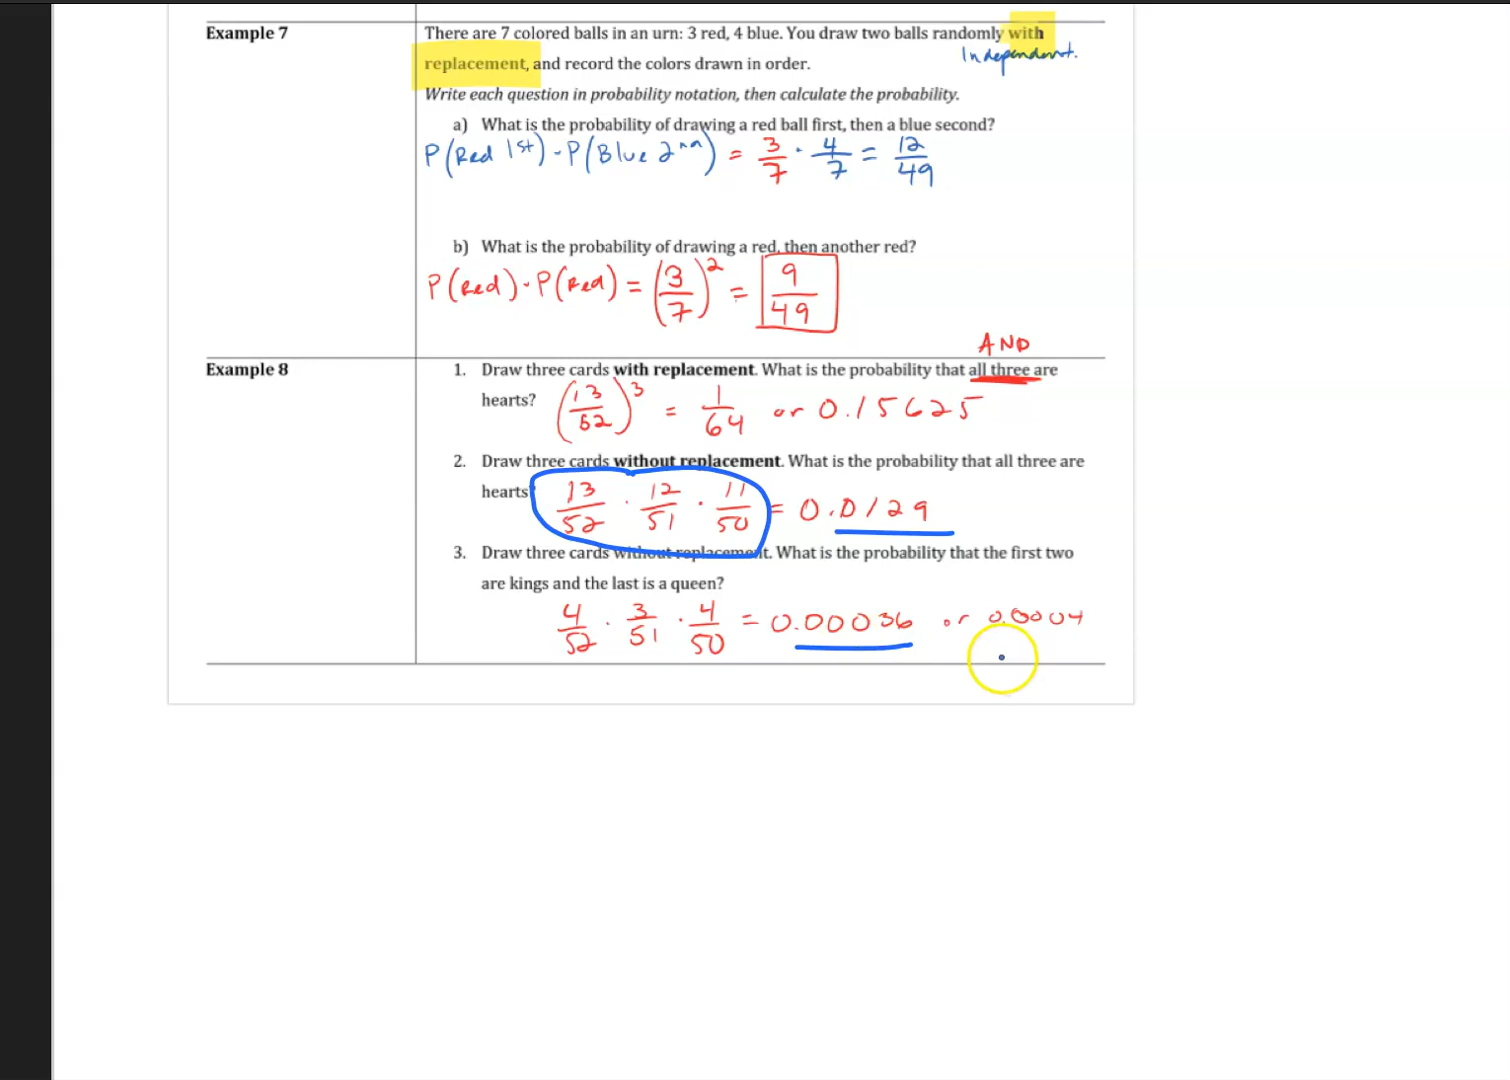 Example 7
There are 7 colored balls in an urn: 3 red, 4 blue. You draw two balls randomly with
Independent.
replacement, and record the colors drawn in order.
Write each question in probability notation, then calculate the probability.
a) What is the probability of drawing a red ball first, then a blue second?
P(Red 1st) · P(Blue 2nd) = 3/7 · 4/7 = 12/49
b) What is the probability of drawing a red, then another red?
P(Red) · P(Red) = (3/7)^2 = 9/49
AND
Example 8
1. Draw three cards with replacement. What is the probability that all three are
hearts? (13/52)^3 = 1/64 or 0.15625
2. Draw three cards without replacement. What is the probability that all three are
hearts 13/52 · 12/51 · 11/50 = 0.0129
3. Draw three cards without replacement. What is the probability that the first two
are kings and the last is a queen?
4/52 · 3/51 · 4/50 = 0.00036 or 0.0004